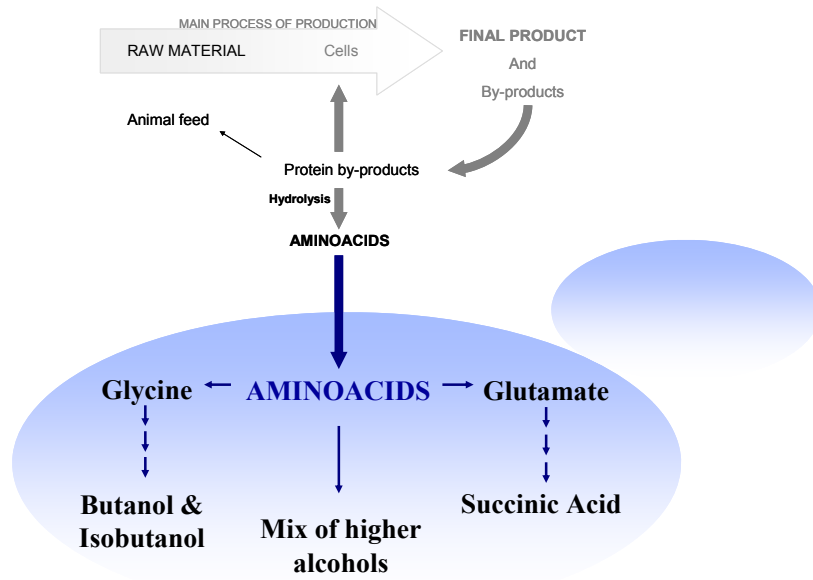 MAIN PROCESS OF PRODUCTION
RAW MATERIAL
Cells
FINAL PRODUCT
And
By-products
Animal feed
Protein by-products
Hydrolysis
AMINOACIDS
Glycine
AMINOACIDS
Glutamate
Butanol &
Isobutanol
Mix of higher
alcohols
Succinic Acid